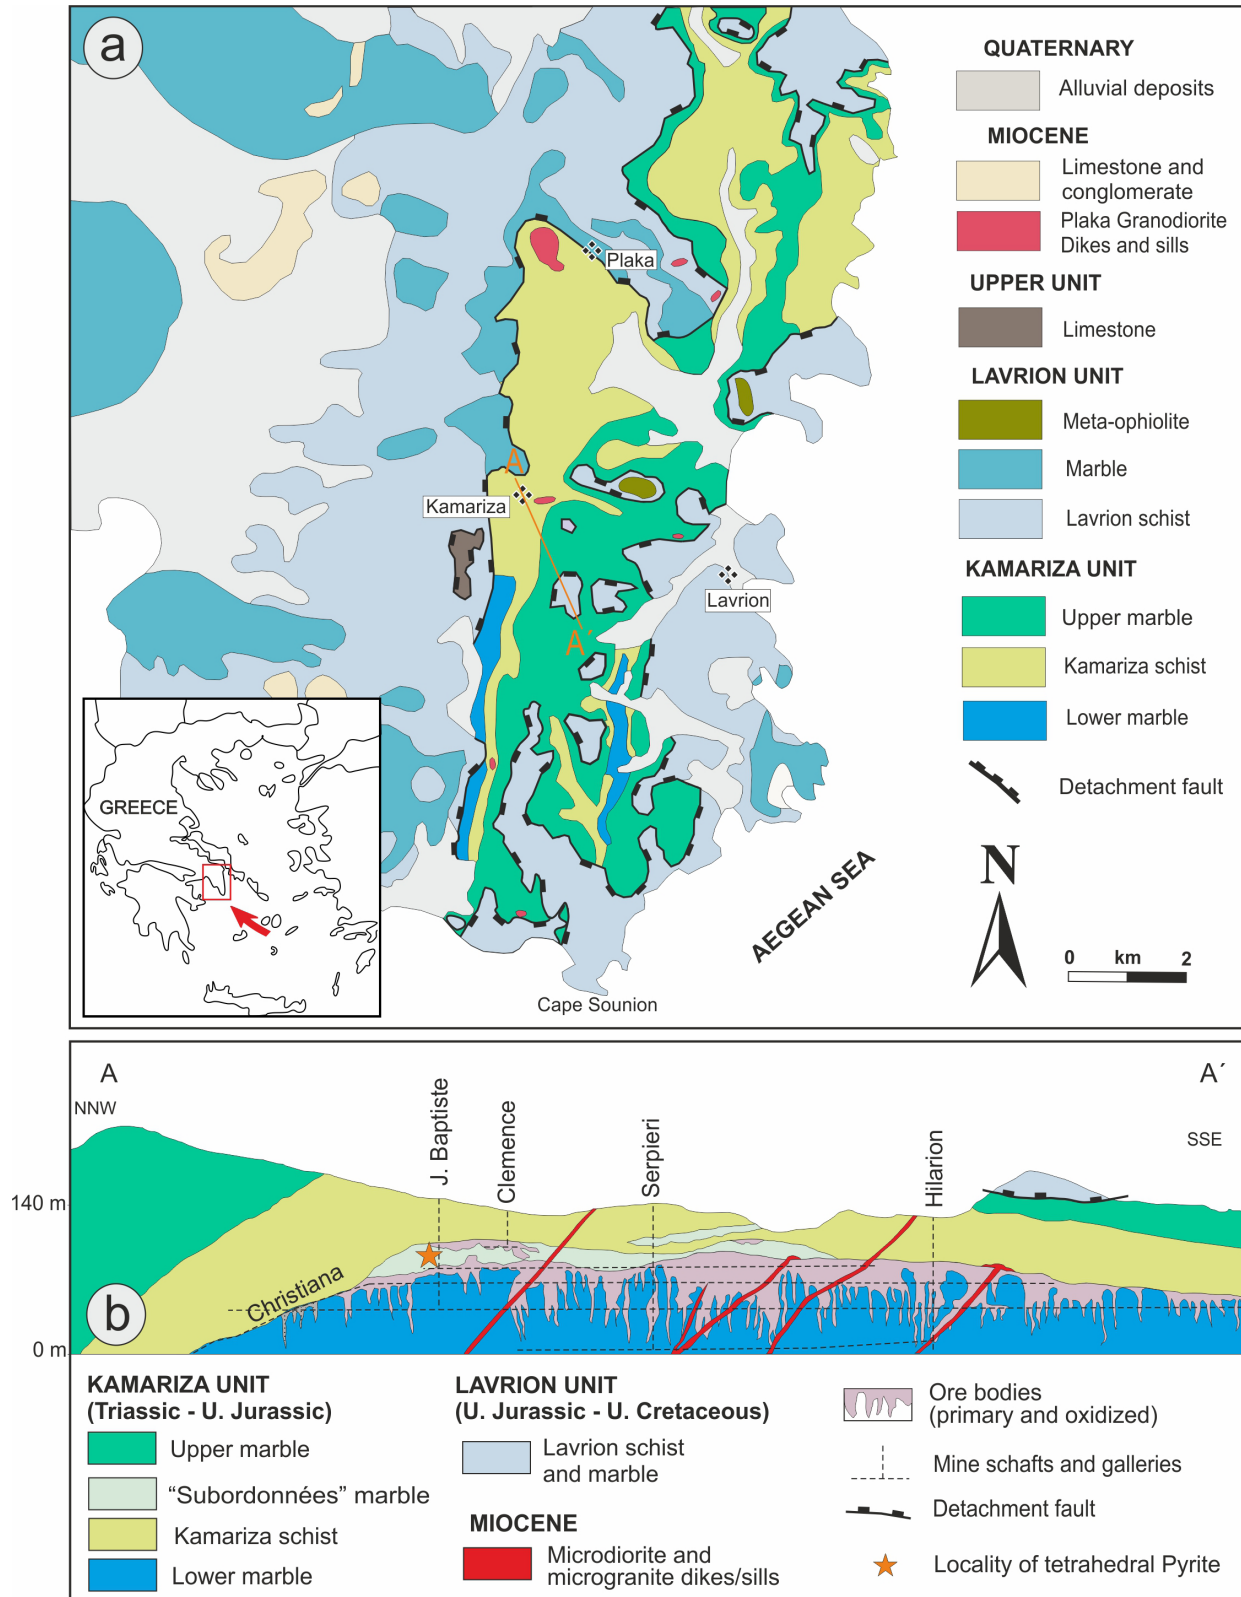 a
QUATERNARY
Alluvial deposits
MIOCENE
Limestone and
conglomerate
Plaka Granodiorite
Dikes and sills
UPPER UNIT
Limestone
LAVRION UNIT
Meta-ophiolite
Marble
Lavrion schist
KAMARIZA UNIT
Upper marble
Kamariza schist
Lower marble
Detachment fault
N
0 km 2
Plaka
A
Kamariza
Lavrion
A´
GREECE
AEGEAN SEA
Cape Sounion
A
A´
NNW
SSE
J. Baptiste
Clemence
Serpieri
Hilarion
140 m
Christiana
b
0 m
KAMARIZA UNIT
(Triassic - U. Jurassic)
Upper marble
“Subordonnées” marble
Kamariza schist
Lower marble
LAVRION UNIT
(U. Jurassic - U. Cretaceous)
Lavrion schist
and marble
MIOCENE
Microdiorite and
microgranite dikes/sills
Ore bodies
(primary and oxidized)
Mine schafts and galleries
Detachment fault
Locality of tetrahedral Pyrite